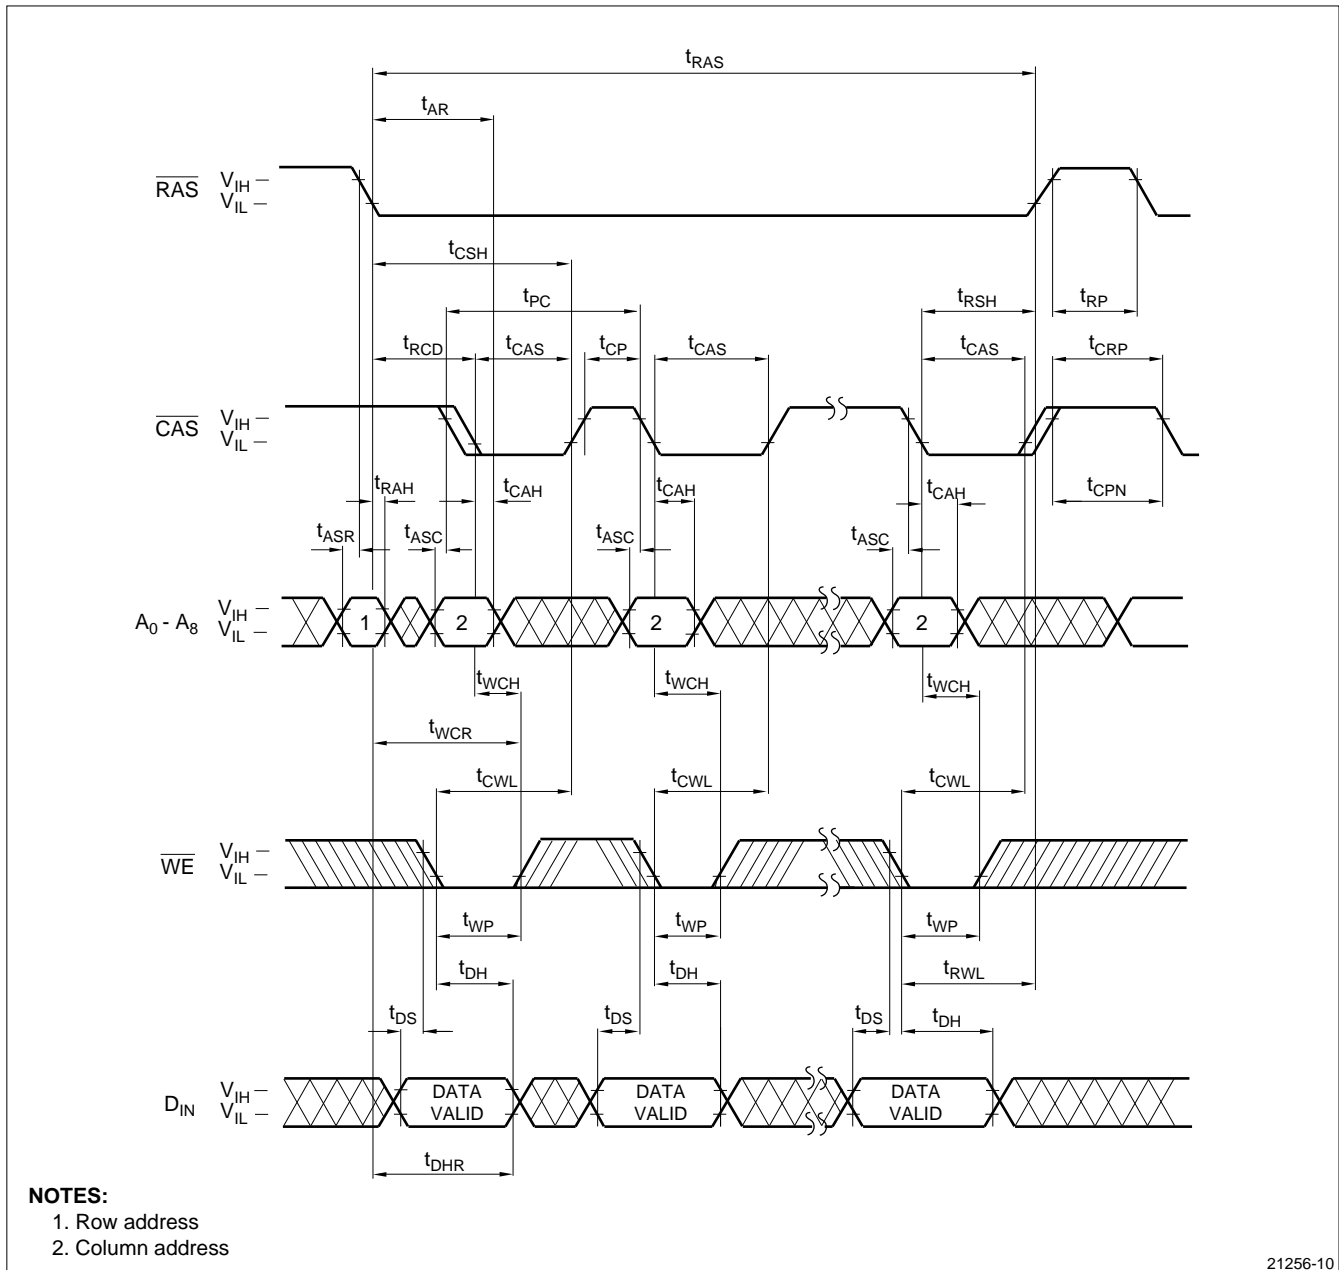 tRAS
tAR
RAS VIH
VIL
tCSH
tPC tRSH tRP
tRCD tCAS tCP tCAS tCAS tCRP
CAS VIH
VIL
tRAH tCAH tCAH tCAH tCPN
tASR tASC tASC tASC
A0 - A8 VIH
VIL
1 2 2 2
tWCH tWCH tWCH
tWCR
tCWL tCWL tCWL
WE VIH
VIL
tWP tWP tWP
tDH tDH tRWL
tDS tDS tDS tDH
DIN VIH
VIL
DATA DATA DATA
VALID VALID VALID
tDHR
NOTES:
1. Row address
2. Column address
21256-10